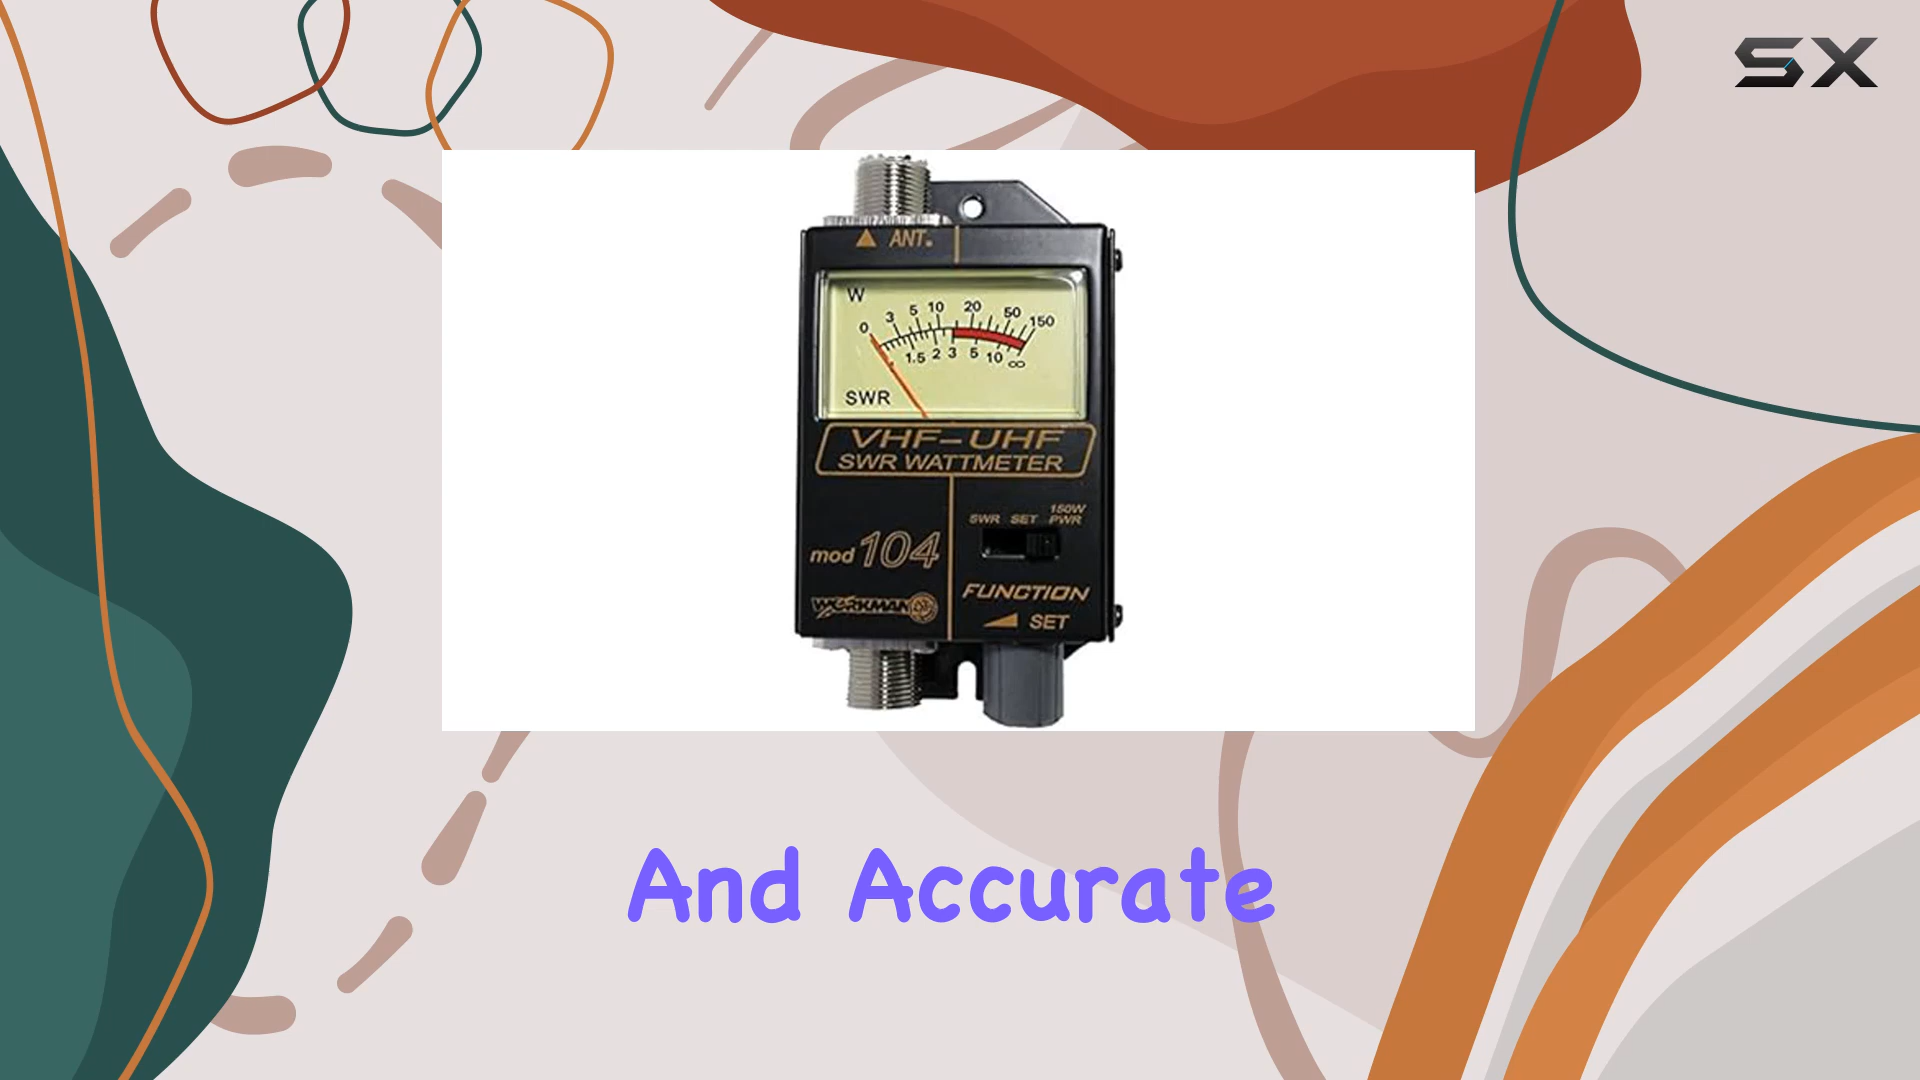 SX
ANT.
W
0 3 5 10 20 50 150
1.5 2 3 5 10 ∞
SWR
VHF-UHF
SWR WATTMETER
SWR SET 150W PWR
mod 104
WORKMAN
FUNCTION
SET
And Accurate